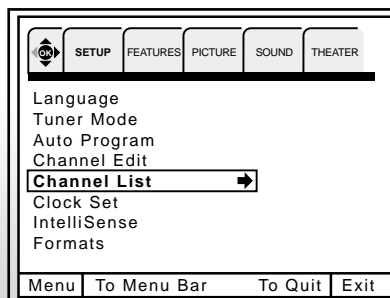 OK SETUP FEATURES PICTURE SOUND THEATER
Language
Tuner Mode
Auto Program
Channel Edit
Channel List
Clock Set
IntelliSense
Formats
Menu To Menu Bar To Quit Exit